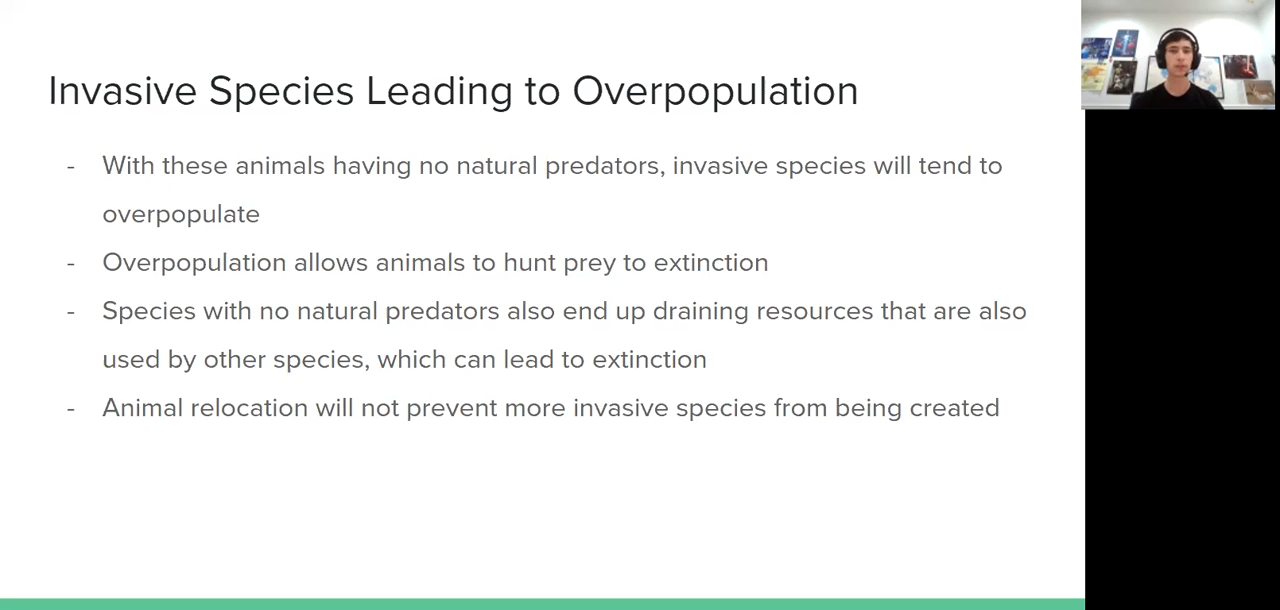 Invasive Species Leading to Overpopulation
- With these animals having no natural predators, invasive species will tend to
overpopulate
- Overpopulation allows animals to hunt prey to extinction
- Species with no natural predators also end up draining resources that are also
used by other species, which can lead to extinction
- Animal relocation will not prevent more invasive species from being created